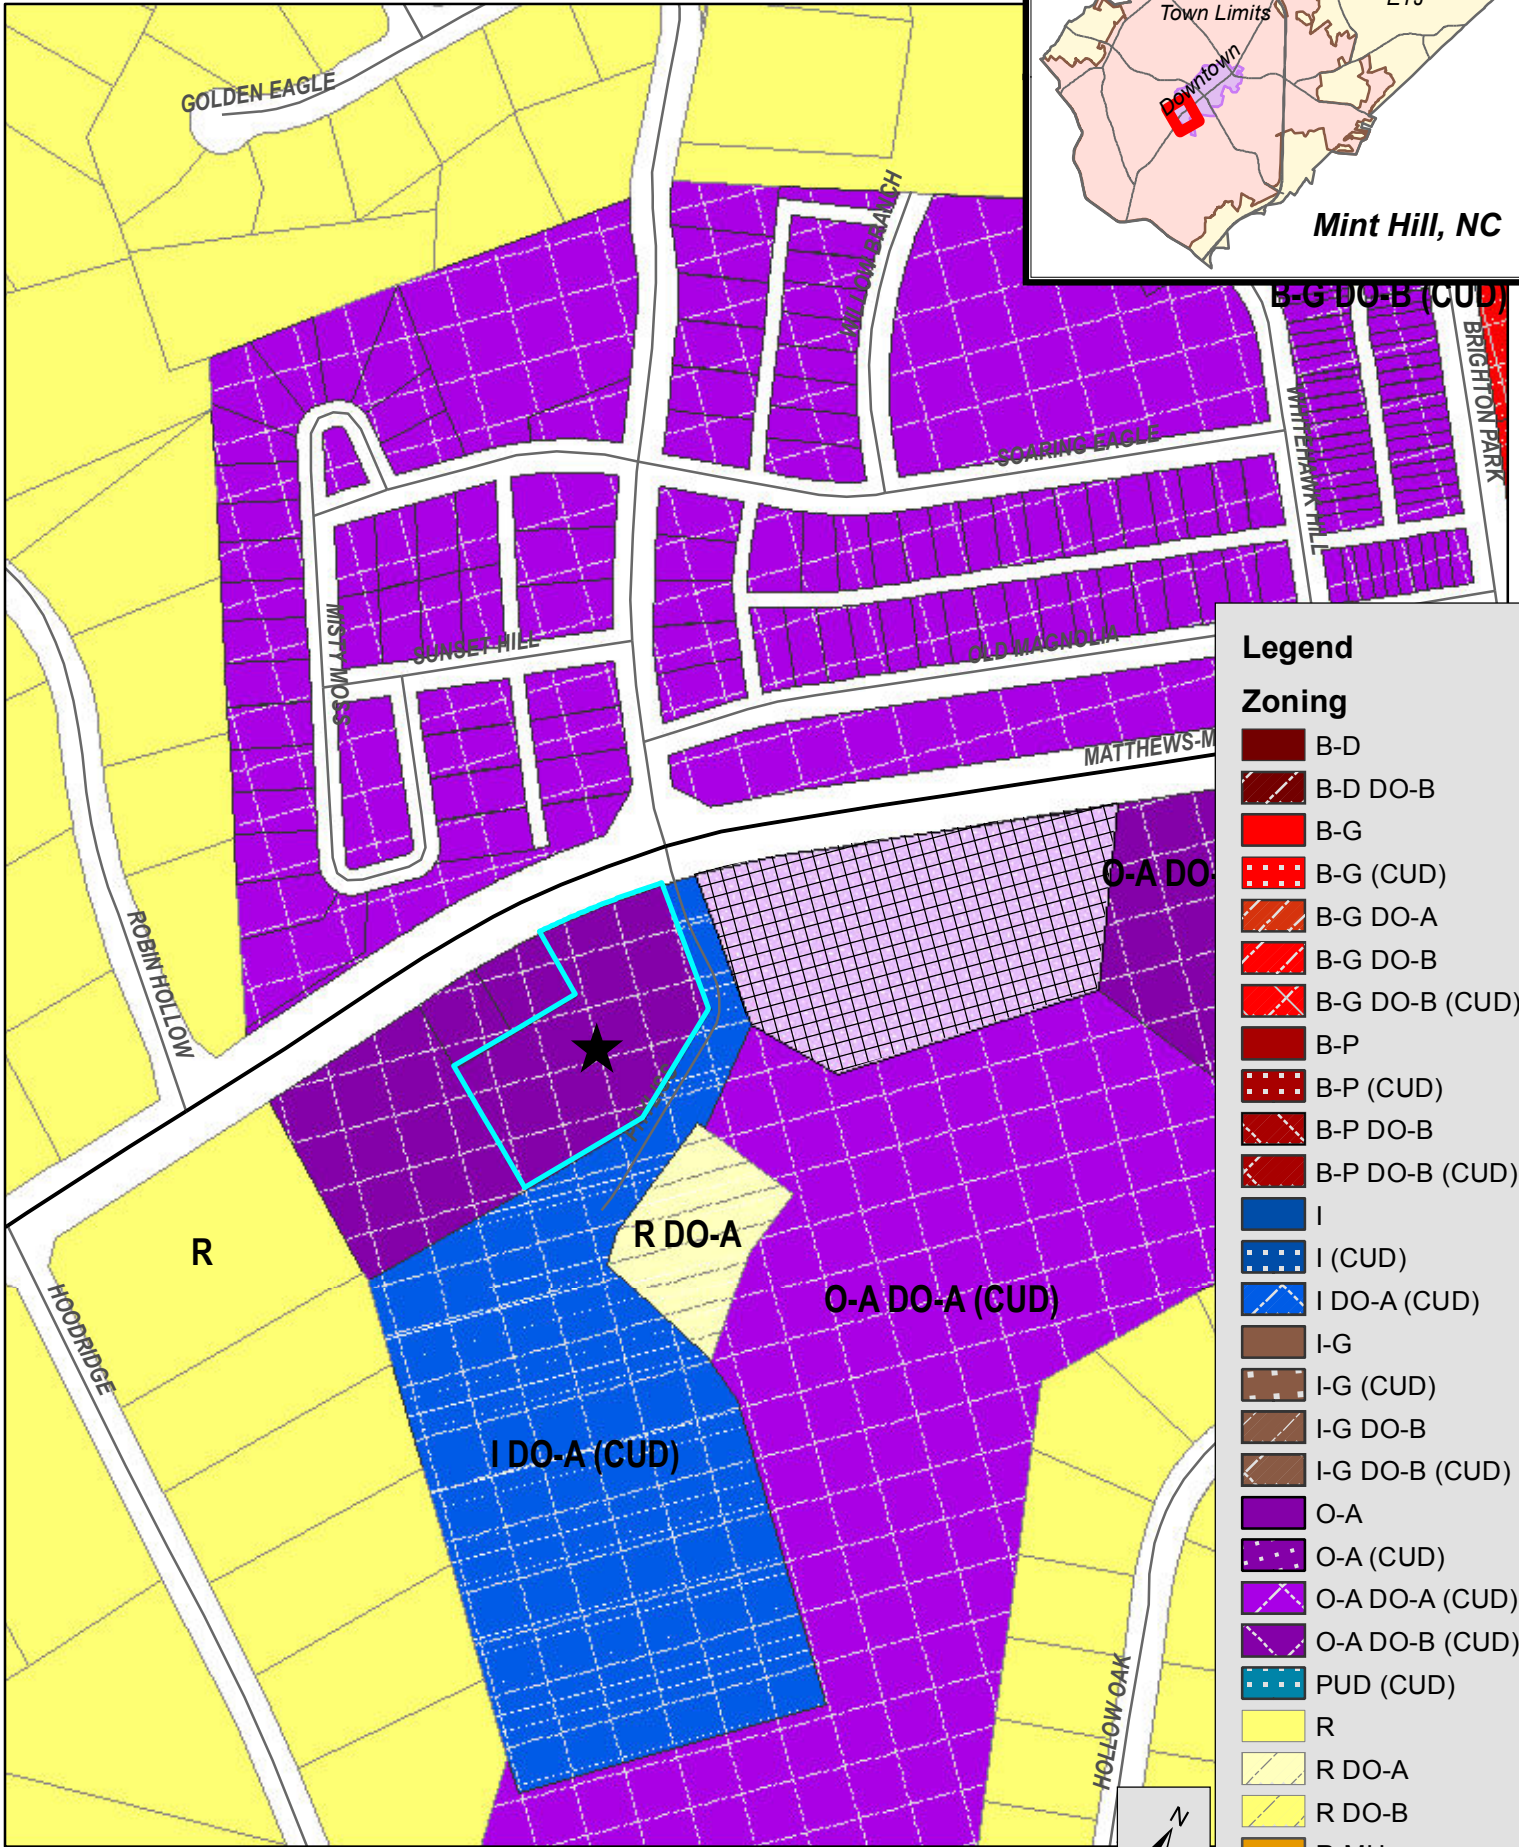 Town Limits
Downtown
Mint Hill, NC
GOLDEN EAGLE
WILLOW BRANCH
B-G DO-B (CUD)
BRIGHTON PARK
WHITEHAWK HILL
SOARING EAGLE
MISTY MOSS
SUNSET HILL
OLD MAGNOLIA
MATTHEWS-M
O-A DO-
ROBIN HOLLOW
R
R DO-A
O-A DO-A (CUD)
HOODRIDGE
I DO-A (CUD)
HOLLOW OAK
N
Legend
Zoning
B-D
B-D DO-B
B-G
B-G (CUD)
B-G DO-A
B-G DO-B
B-G DO-B (CUD)
B-P
B-P (CUD)
B-P DO-B
B-P DO-B (CUD)
I
I (CUD)
I DO-A (CUD)
I-G
I-G (CUD)
I-G DO-B
I-G DO-B (CUD)
O-A
O-A (CUD)
O-A DO-A (CUD)
O-A DO-B (CUD)
PUD (CUD)
R
R DO-A
R DO-B